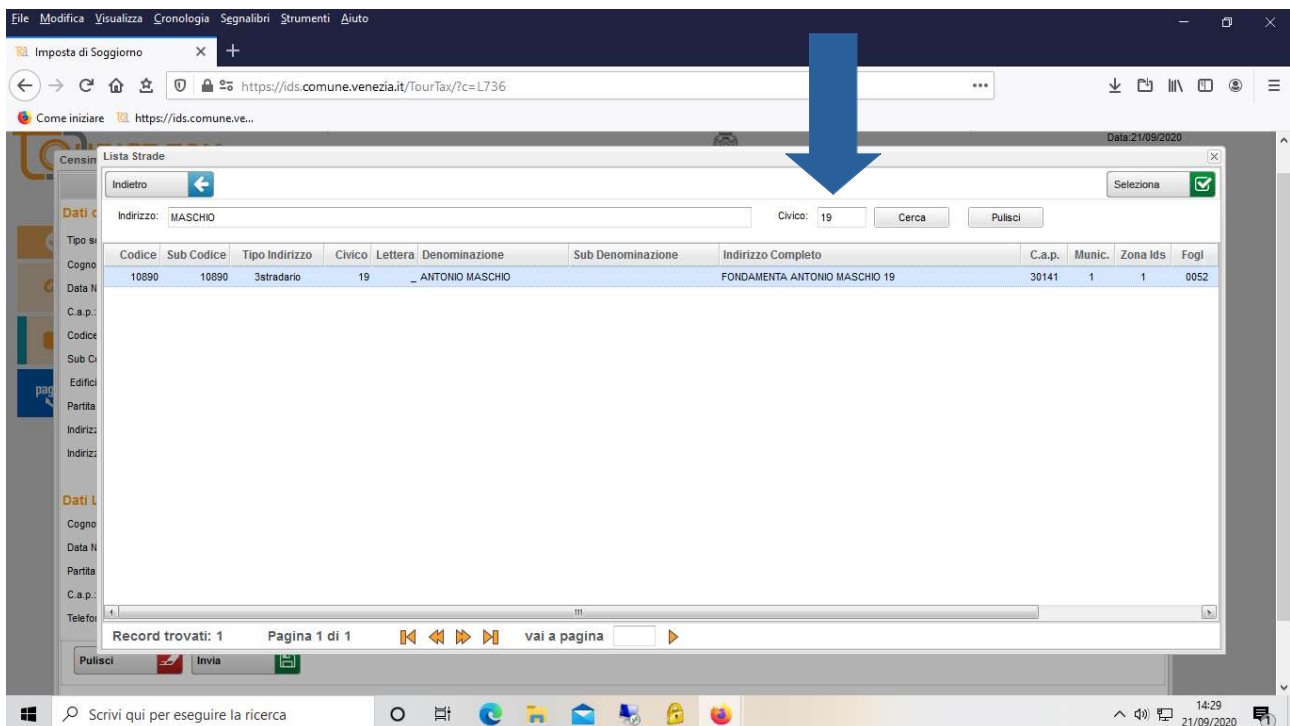 File Modifica Visualizza Cronologia Segnalibri Strumenti Aiuto
Imposta di Soggiorno
https://ids.comune.venezia.it/TourTax/?c=L736
Come iniziare https://ids.comune.ve...
Data:21/09/2020
Censim Lista Strade
Indietro Seleziona
Dati Indirizzo: MASCHIO Civico: 19 Cerca Pulisci
Tipo
Codice Sub Codice Tipo Indirizzo Civico Lettera Denominazione Sub Denominazione Indirizzo Completo C.a.p. Munic. Zona Ids Fogl
Cogno
10890 10890 3stradario 19 _ ANTONIO MASCHIO FONDAMENTA ANTONIO MASCHIO 19 30141 1 1 0052
Data N
C.a.p.:
Codice
Sub C
Edifici
pag
Partita
Indiriz
Indiriz
Dati L
Cogno
Data N
Partita
C.a.p.:
Telefo
Record trovati: 1 Pagina 1 di 1 vai a pagina
Pulisci Invia
Scrivi qui per eseguire la ricerca
14:29
21/09/2020